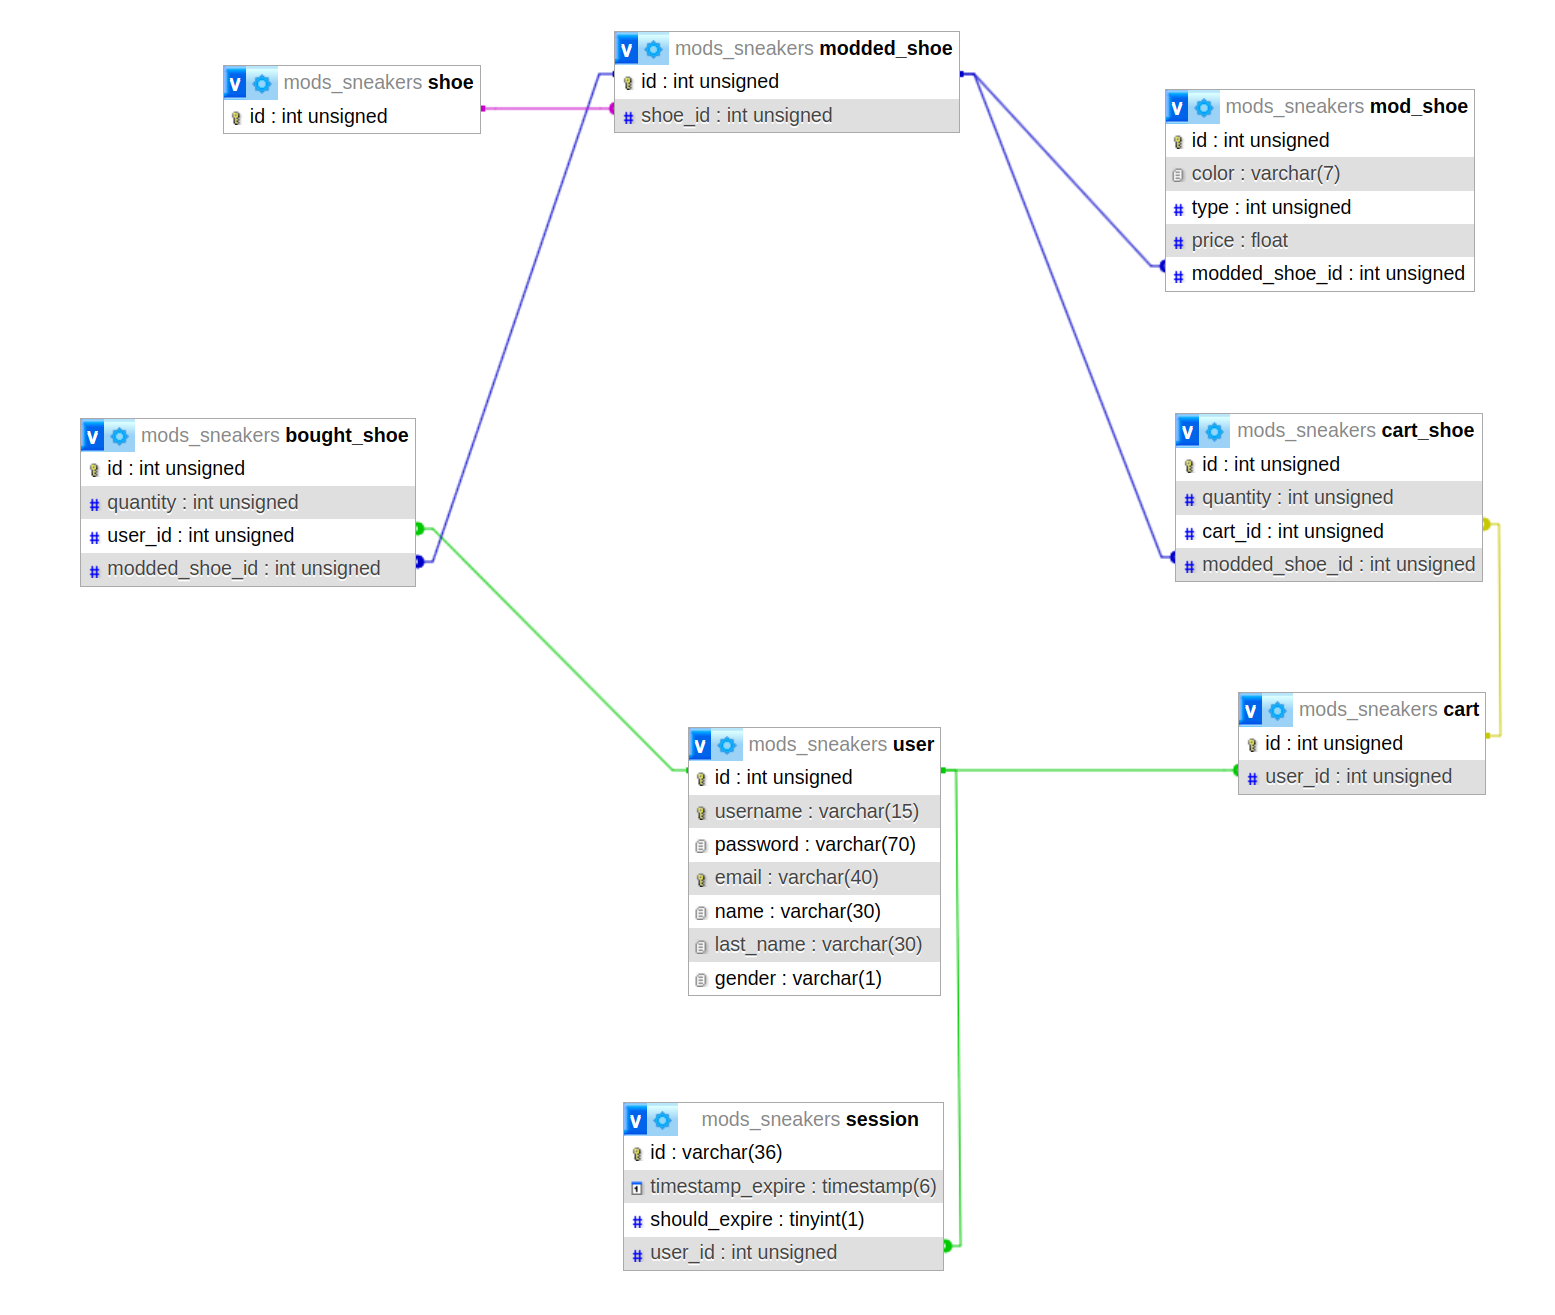 mods_sneakers shoe
id : int unsigned
mods_sneakers modded_shoe
id : int unsigned
shoe_id : int unsigned
mods_sneakers mod_shoe
id : int unsigned
color : varchar(7)
type : int unsigned
price : float
modded_shoe_id : int unsigned
mods_sneakers bought_shoe
id : int unsigned
quantity : int unsigned
user_id : int unsigned
modded_shoe_id : int unsigned
mods_sneakers cart_shoe
id : int unsigned
quantity : int unsigned
cart_id : int unsigned
modded_shoe_id : int unsigned
mods_sneakers user
id : int unsigned
username : varchar(15)
password : varchar(70)
email : varchar(40)
name : varchar(30)
last_name : varchar(30)
gender : varchar(1)
mods_sneakers cart
id : int unsigned
user_id : int unsigned
mods_sneakers session
id : varchar(36)
timestamp_expire : timestamp(6)
should_expire : tinyint(1)
user_id : int unsigned